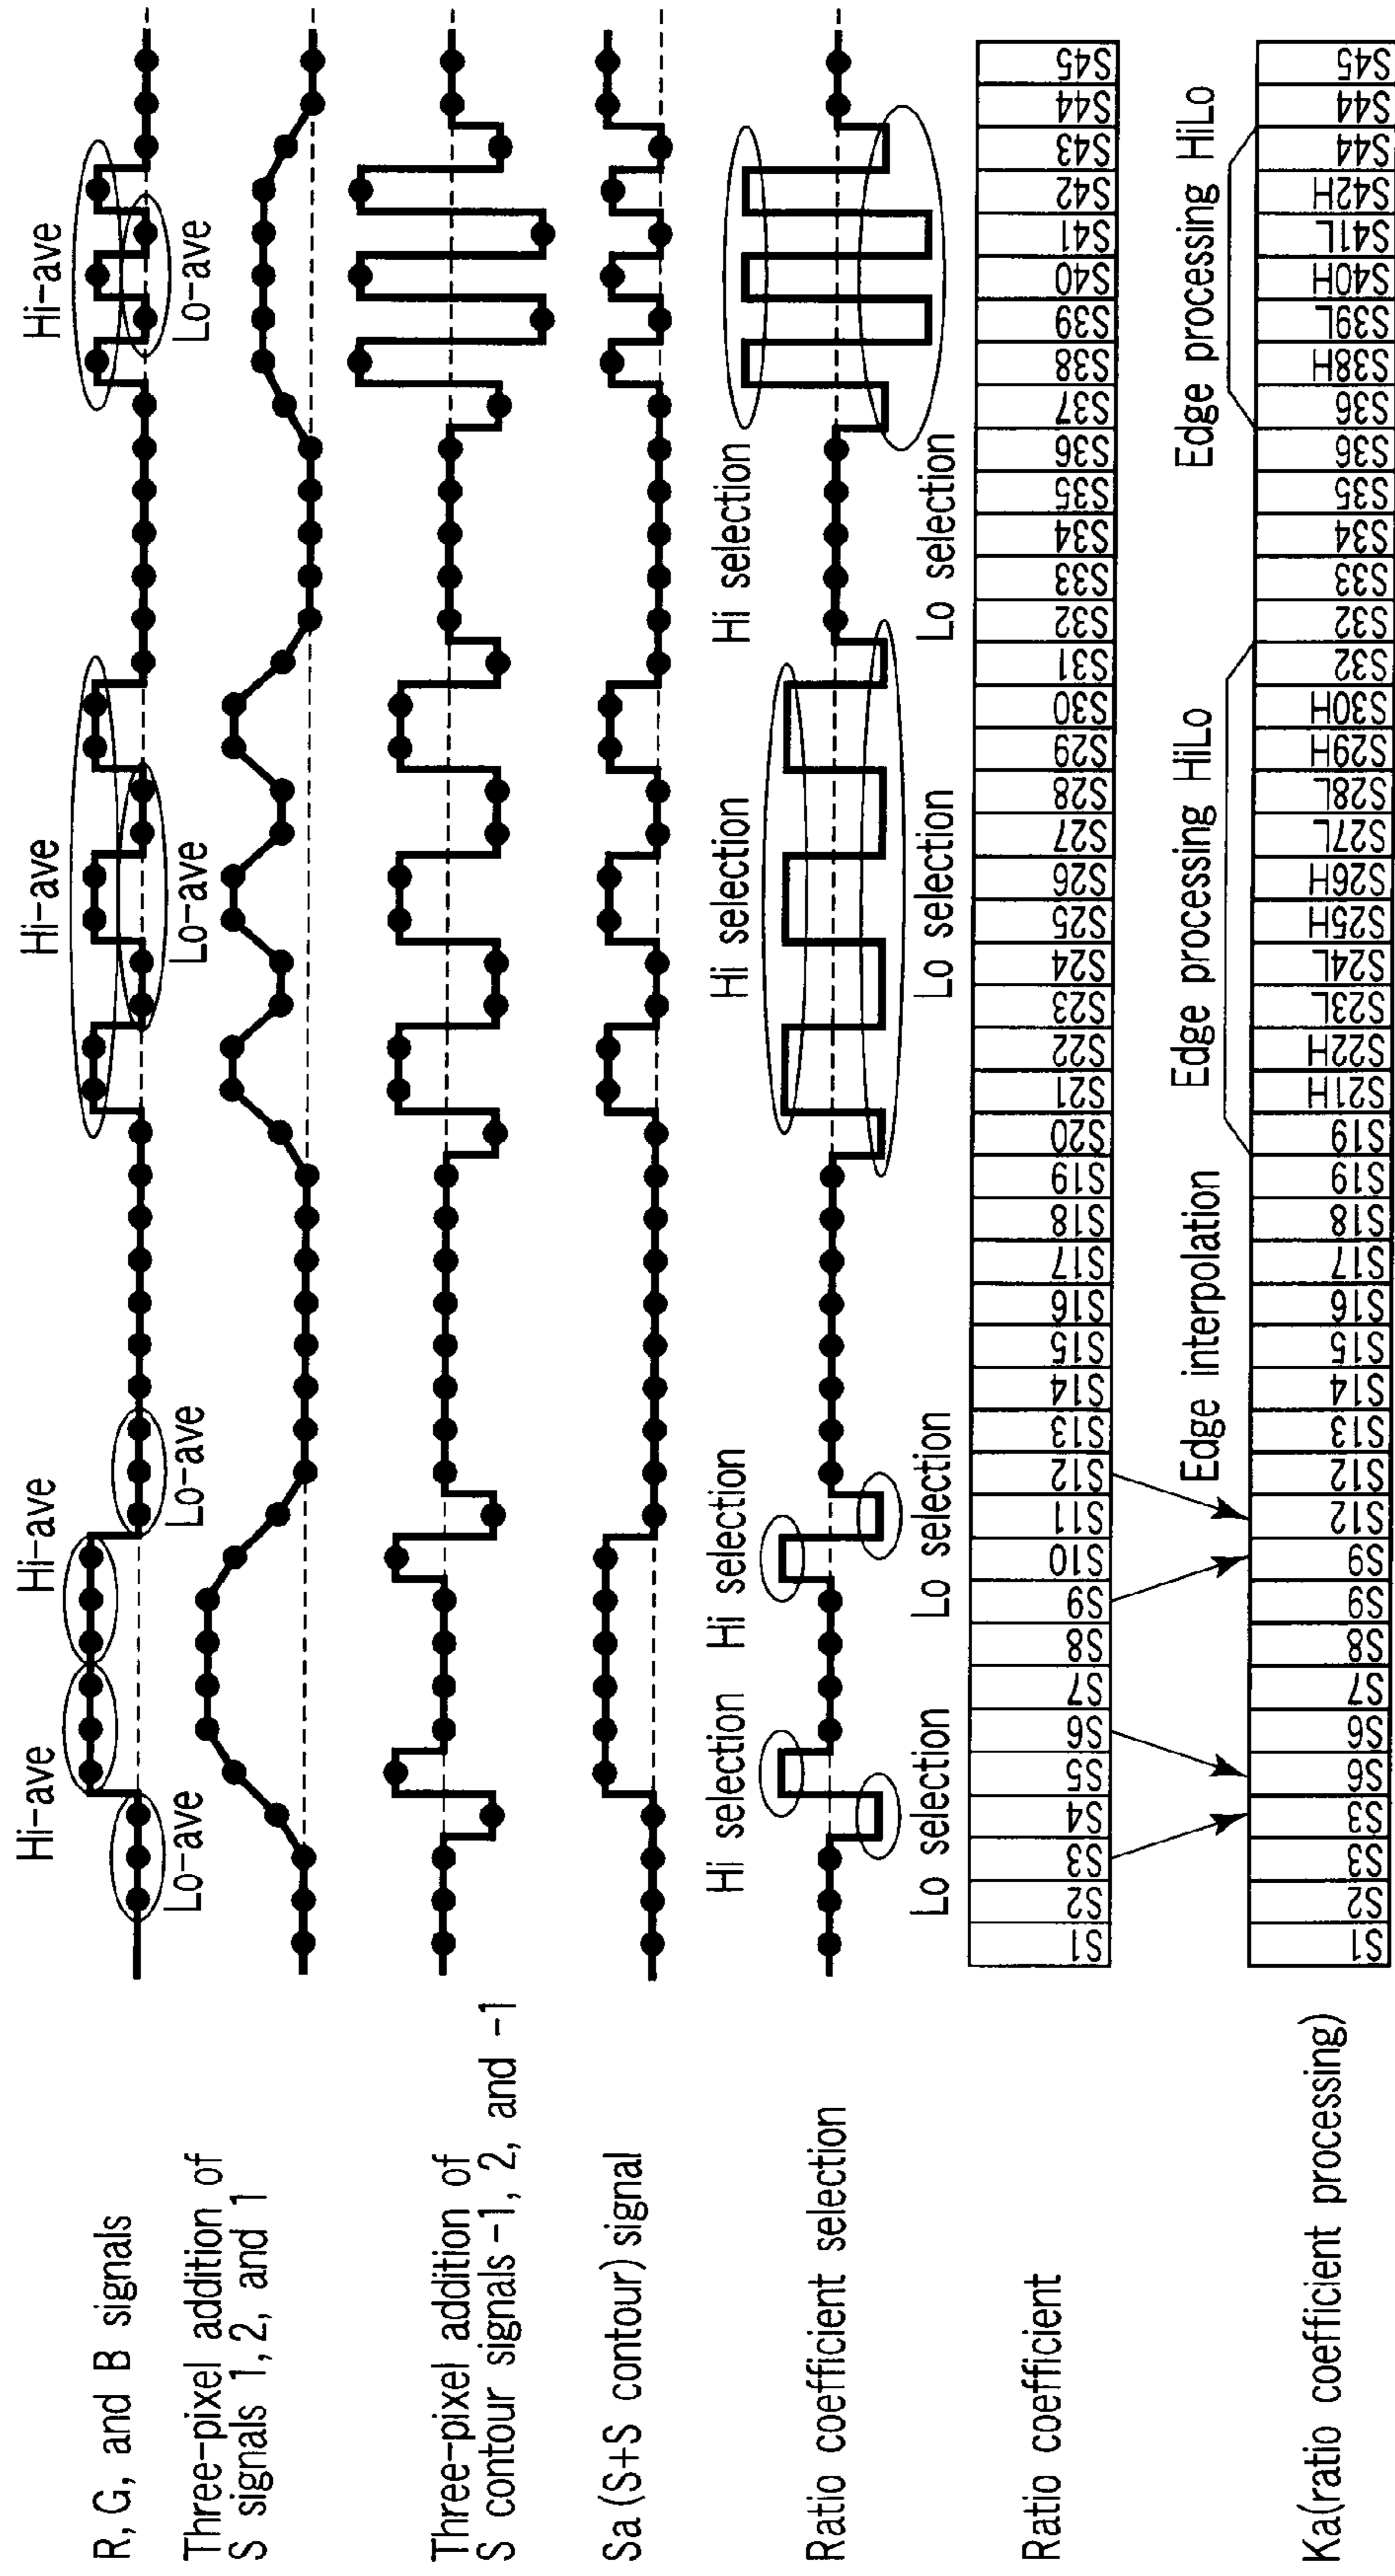 Hi-ave Hi-ave Hi-ave Hi-ave
R, G, and B signals
Lo-ave Lo-ave Lo-ave Lo-ave
Three-pixel addition of
S signals 1, 2, and 1
Three-pixel addition of
S contour signals -1, 2, and -1
Sa (S+S contour) signal
Hi selection Hi selection Hi selection Hi selection
Ratio coefficient selection
Lo selection Lo selection Lo selection Lo selection
Ratio coefficient
S1 S2 S3 S4 S5 S6 S7 S8 S9 S10 S11 S12 S13 S14 S15 S16 S17 S18 S19 S20 S21 S22 S23 S24 S25 S26 S27 S28 S29 S30 S31 S32 S33 S34 S35 S36 S37 S38 S39 S40 S41 S42 S43 S44 S45
Edge interpolation Edge processing HiLo Edge processing HiLo
Ka(ratio coefficient processing)
S1 S2 S3 S3 S6 S6 S7 S8 S9 S9 S12 S12 S13 S14 S15 S16 S17 S18 S19 S19 S21H S22H S23L S24L S25H S26H S27L S28L S29H S30H S32 S32 S33 S34 S35 S36 S36 S38H S39L S40H S41L S42H S44 S44 S45